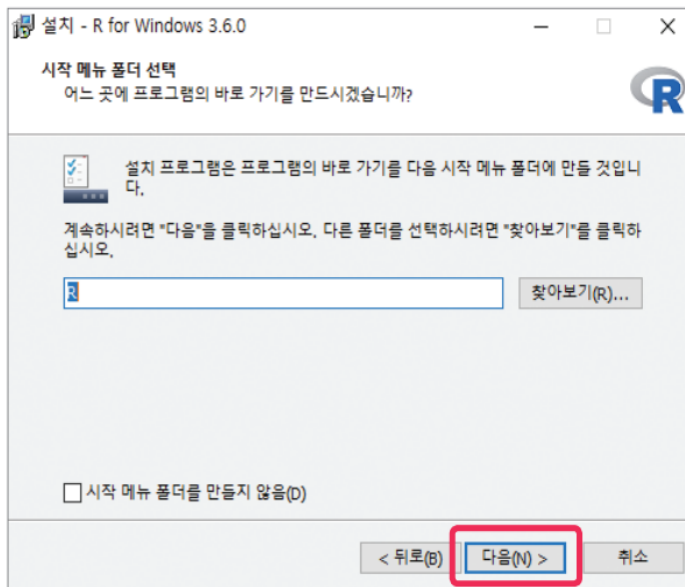 설치 - R for Windows 3.6.0
시작 메뉴 폴더 선택
어느 곳에 프로그램의 바로 가기를 만드시겠습니까?
R
설치 프로그램은 프로그램의 바로 가기를 다음 시작 메뉴 폴더에 만들 것입니
다.
계속하시려면 "다음"을 클릭하십시오. 다른 폴더를 선택하시려면 "찾아보기"를 클릭하
십시오.
R 찾아보기(R)...
시작 메뉴 폴더를 만들지 않음(D)
< 뒤로(B) 다음(N) > 취소